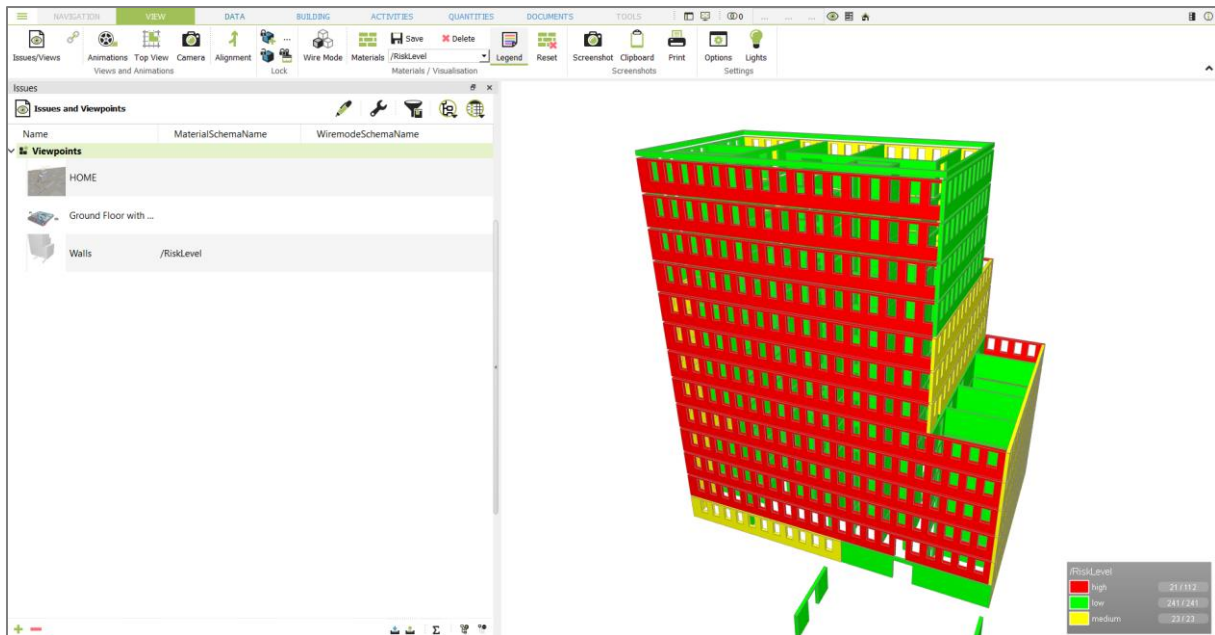 NAVIGATION VIEW DATA BUILDING ACTIVITIES QUANTITIES DOCUMENTS TOOLS 0 ... ... ...
Issues/Views Animations Top View Camera Alignment ... Wire Mode Materials Save Delete /RiskLevel Legend Reset Screenshot Clipboard Print Options Lights
Views and Animations Lock Materials / Visualisation Screenshots Settings
Issues
Issues and Viewpoints
Name MaterialSchemaName WiremodeSchemaName
Viewpoints
HOME
Ground Floor with ...
Walls /RiskLevel
/RiskLevel
high 21 / 112
low 241 / 241
medium 23 / 23